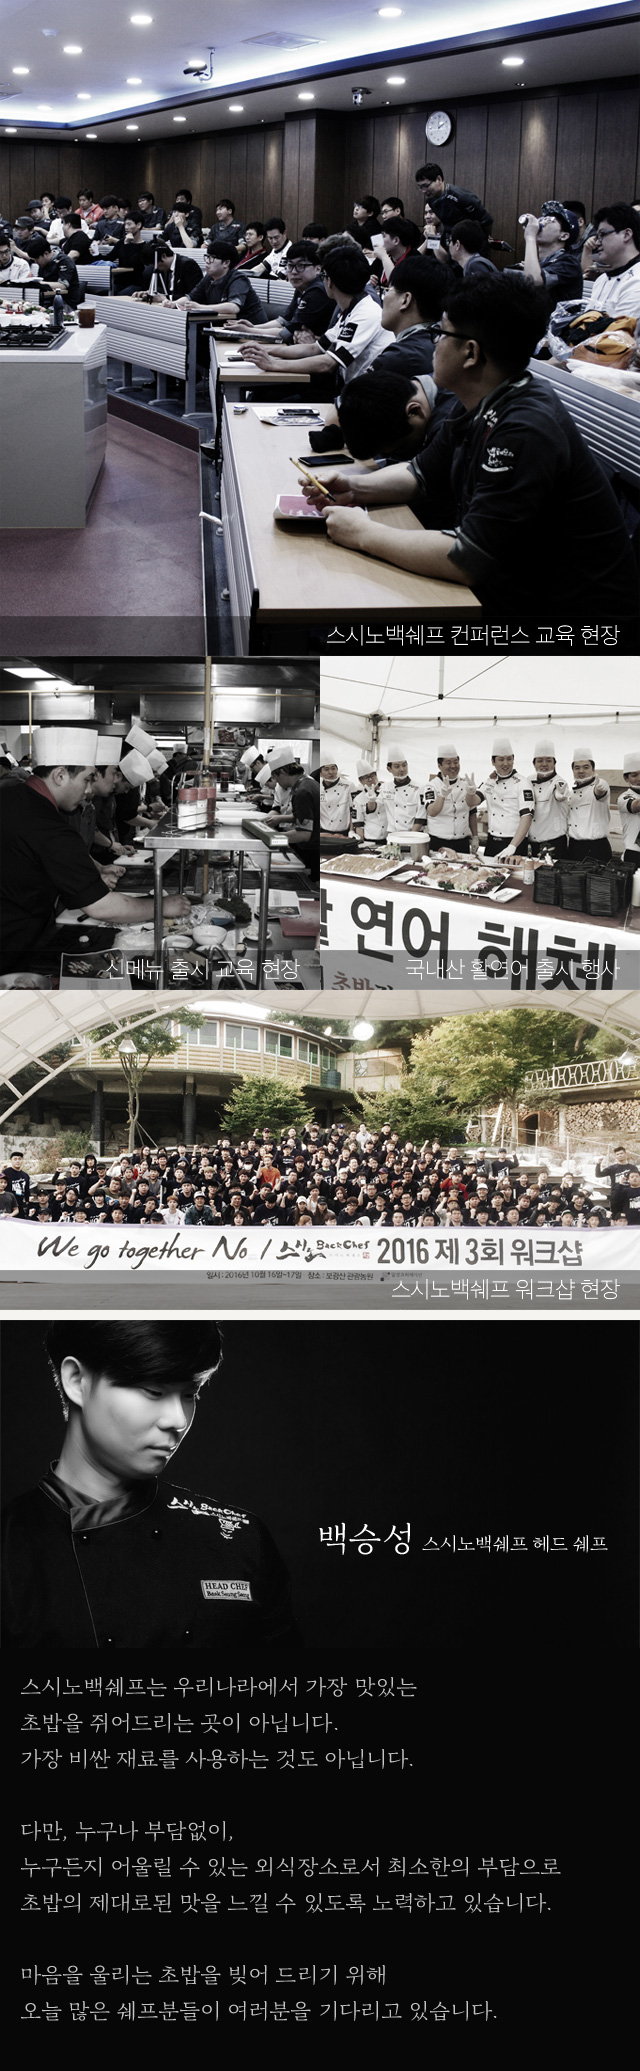 스시노백쉐프 컨퍼런스 교육 현장
신메뉴 출시 교육 현장
연어
국내산 활연어 출시 행사
We go together No.1 스시노 BackChef 2016 제 3회 워크샵
일시 : 2016년 10월 16일~17일 장소 : 보광산 관광농원
스시노백쉐프 워크샵 현장
스시노 BackChef
HEAD CHEF
Baek Seung Seong
백승성 스시노백쉐프 헤드 쉐프
스시노백쉐프는 우리나라에서 가장 맛있는
초밥을 쥐어드리는 곳이 아닙니다.
가장 비싼 재료를 사용하는 것도 아닙니다.
다만, 누구나 부담없이,
누구든지 어울릴 수 있는 외식장소로서 최소한의 부담으로
초밥의 제대로된 맛을 느낄 수 있도록 노력하고 있습니다.
마음을 울리는 초밥을 빚어 드리기 위해
오늘 많은 쉐프분들이 여러분을 기다리고 있습니다.